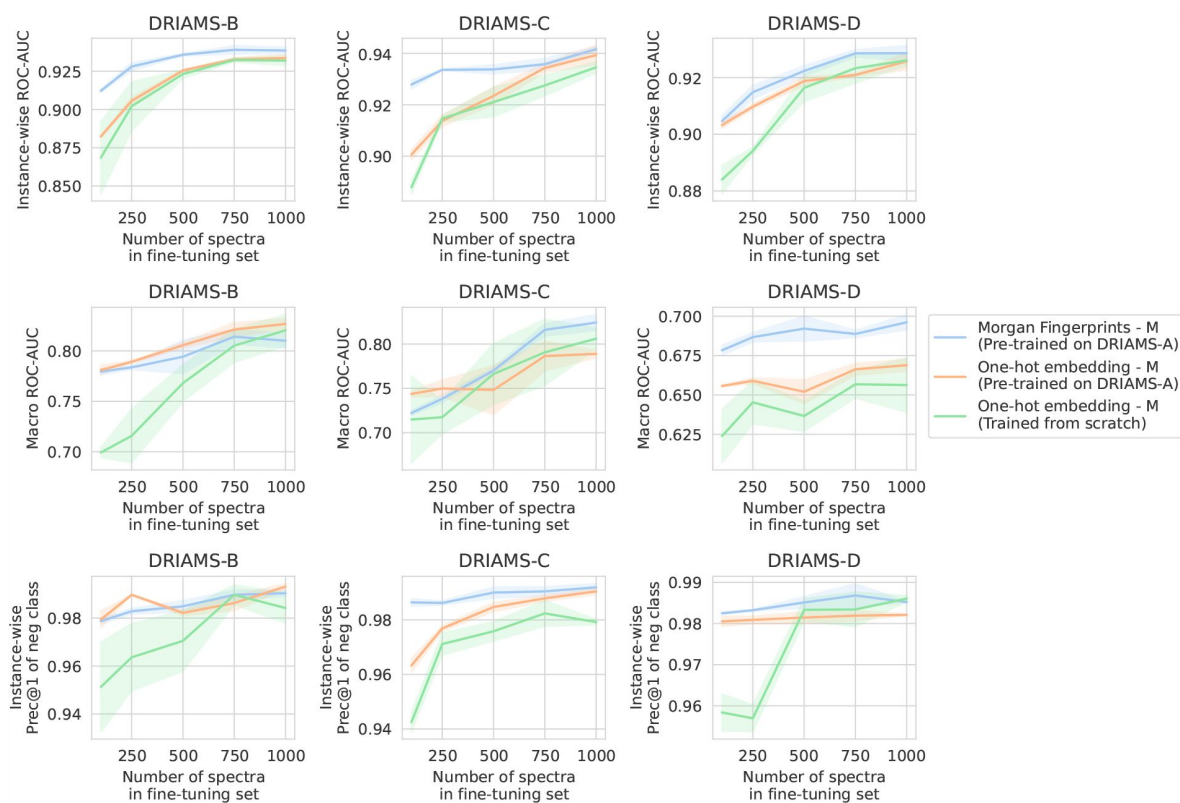 DRIAMS-B
Instance-wise ROC-AUC
0.925
0.900
0.875
0.850
250 500 750 1000
Number of spectra
in fine-tuning set
DRIAMS-C
Instance-wise ROC-AUC
0.94
0.92
0.90
250 500 750 1000
Number of spectra
in fine-tuning set
DRIAMS-D
Instance-wise ROC-AUC
0.92
0.90
0.88
250 500 750 1000
Number of spectra
in fine-tuning set
DRIAMS-B
Macro ROC-AUC
0.80
0.75
0.70
250 500 750 1000
Number of spectra
in fine-tuning set
DRIAMS-C
Macro ROC-AUC
0.80
0.75
0.70
250 500 750 1000
Number of spectra
in fine-tuning set
DRIAMS-D
Macro ROC-AUC
0.700
0.675
0.650
0.625
250 500 750 1000
Number of spectra
in fine-tuning set
Morgan Fingerprints - M
(Pre-trained on DRIAMS-A)
One-hot embedding - M
(Pre-trained on DRIAMS-A)
One-hot embedding - M
(Trained from scratch)
DRIAMS-B
Instance-wise
Prec@1 of neg class
0.98
0.96
0.94
250 500 750 1000
Number of spectra
in fine-tuning set
DRIAMS-C
Instance-wise
Prec@1 of neg class
0.98
0.96
0.94
250 500 750 1000
Number of spectra
in fine-tuning set
DRIAMS-D
Instance-wise
Prec@1 of neg class
0.99
0.98
0.97
0.96
250 500 750 1000
Number of spectra
in fine-tuning set